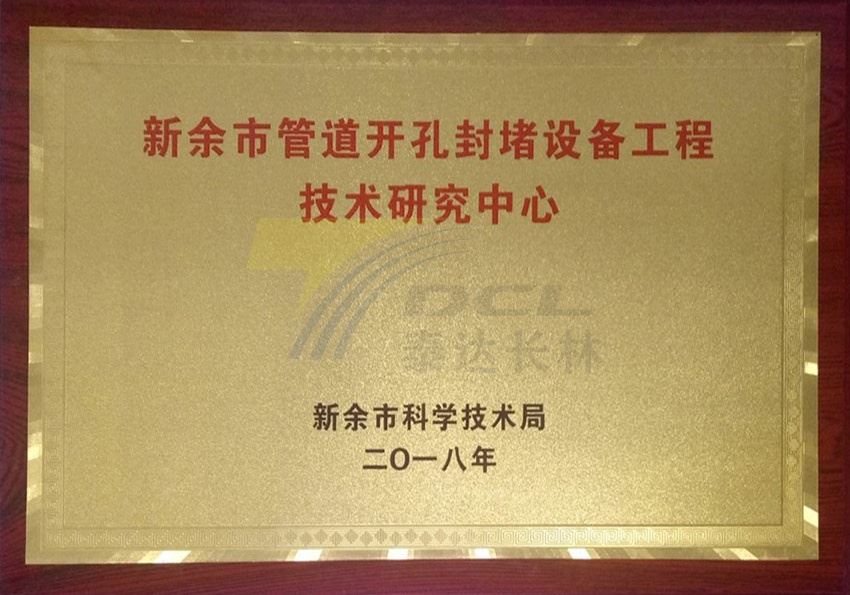 新余市管道开孔封堵设备工程
技术研究中心
DCL
泰达长林
新余市科学技术局
二〇一八年